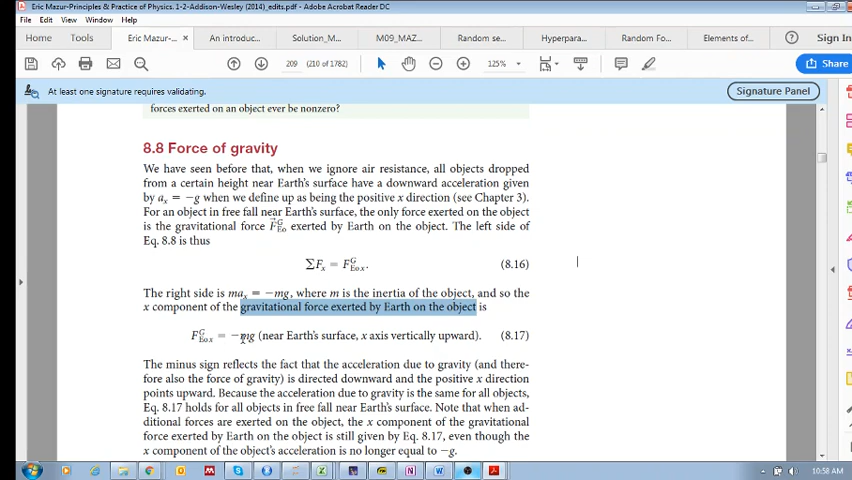 Eric Mazur-Principles & Practice of Physics. 1-2-Addison-Wesley (2014)_edits.pdf - Adobe Acrobat Reader DC
File Edit View Window Help
Home Tools Eric Mazur-... × An introduc... Solution_M... M09_MAZ... Random se... Hyperpara... Random Fo... Elements of... Sign In
209 (210 of 1782) 125% Share
At least one signature requires validating. Signature Panel
forces exerted on an object ever be nonzero?
8.8 Force of gravity
We have seen before that, when we ignore air resistance, all objects dropped
from a certain height near Earth's surface have a downward acceleration given
by aₓ = −g when we define up as being the positive x direction (see Chapter 3).
For an object in free fall near Earth's surface, the only force exerted on the object
is the gravitational force F⃗ᴳ_Eo exerted by Earth on the object. The left side of
Eq. 8.8 is thus
∑Fₓ = Fᴳ_Eo x. (8.16)
The right side is maₓ = −mg, where m is the inertia of the object, and so the
x component of the gravitational force exerted by Earth on the object is
Fᴳ_Eo x = −mg (near Earth's surface, x axis vertically upward). (8.17)
The minus sign reflects the fact that the acceleration due to gravity (and there-
fore also the force of gravity) is directed downward and the positive x direction
points upward. Because the acceleration due to gravity is the same for all objects,
Eq. 8.17 holds for all objects in free fall near Earth's surface. Note that when ad-
ditional forces are exerted on the object, the x component of the gravitational
force exerted by Earth on the object is still given by Eq. 8.17, even though the
x component of the object's acceleration is no longer equal to −g.
10:58 AM